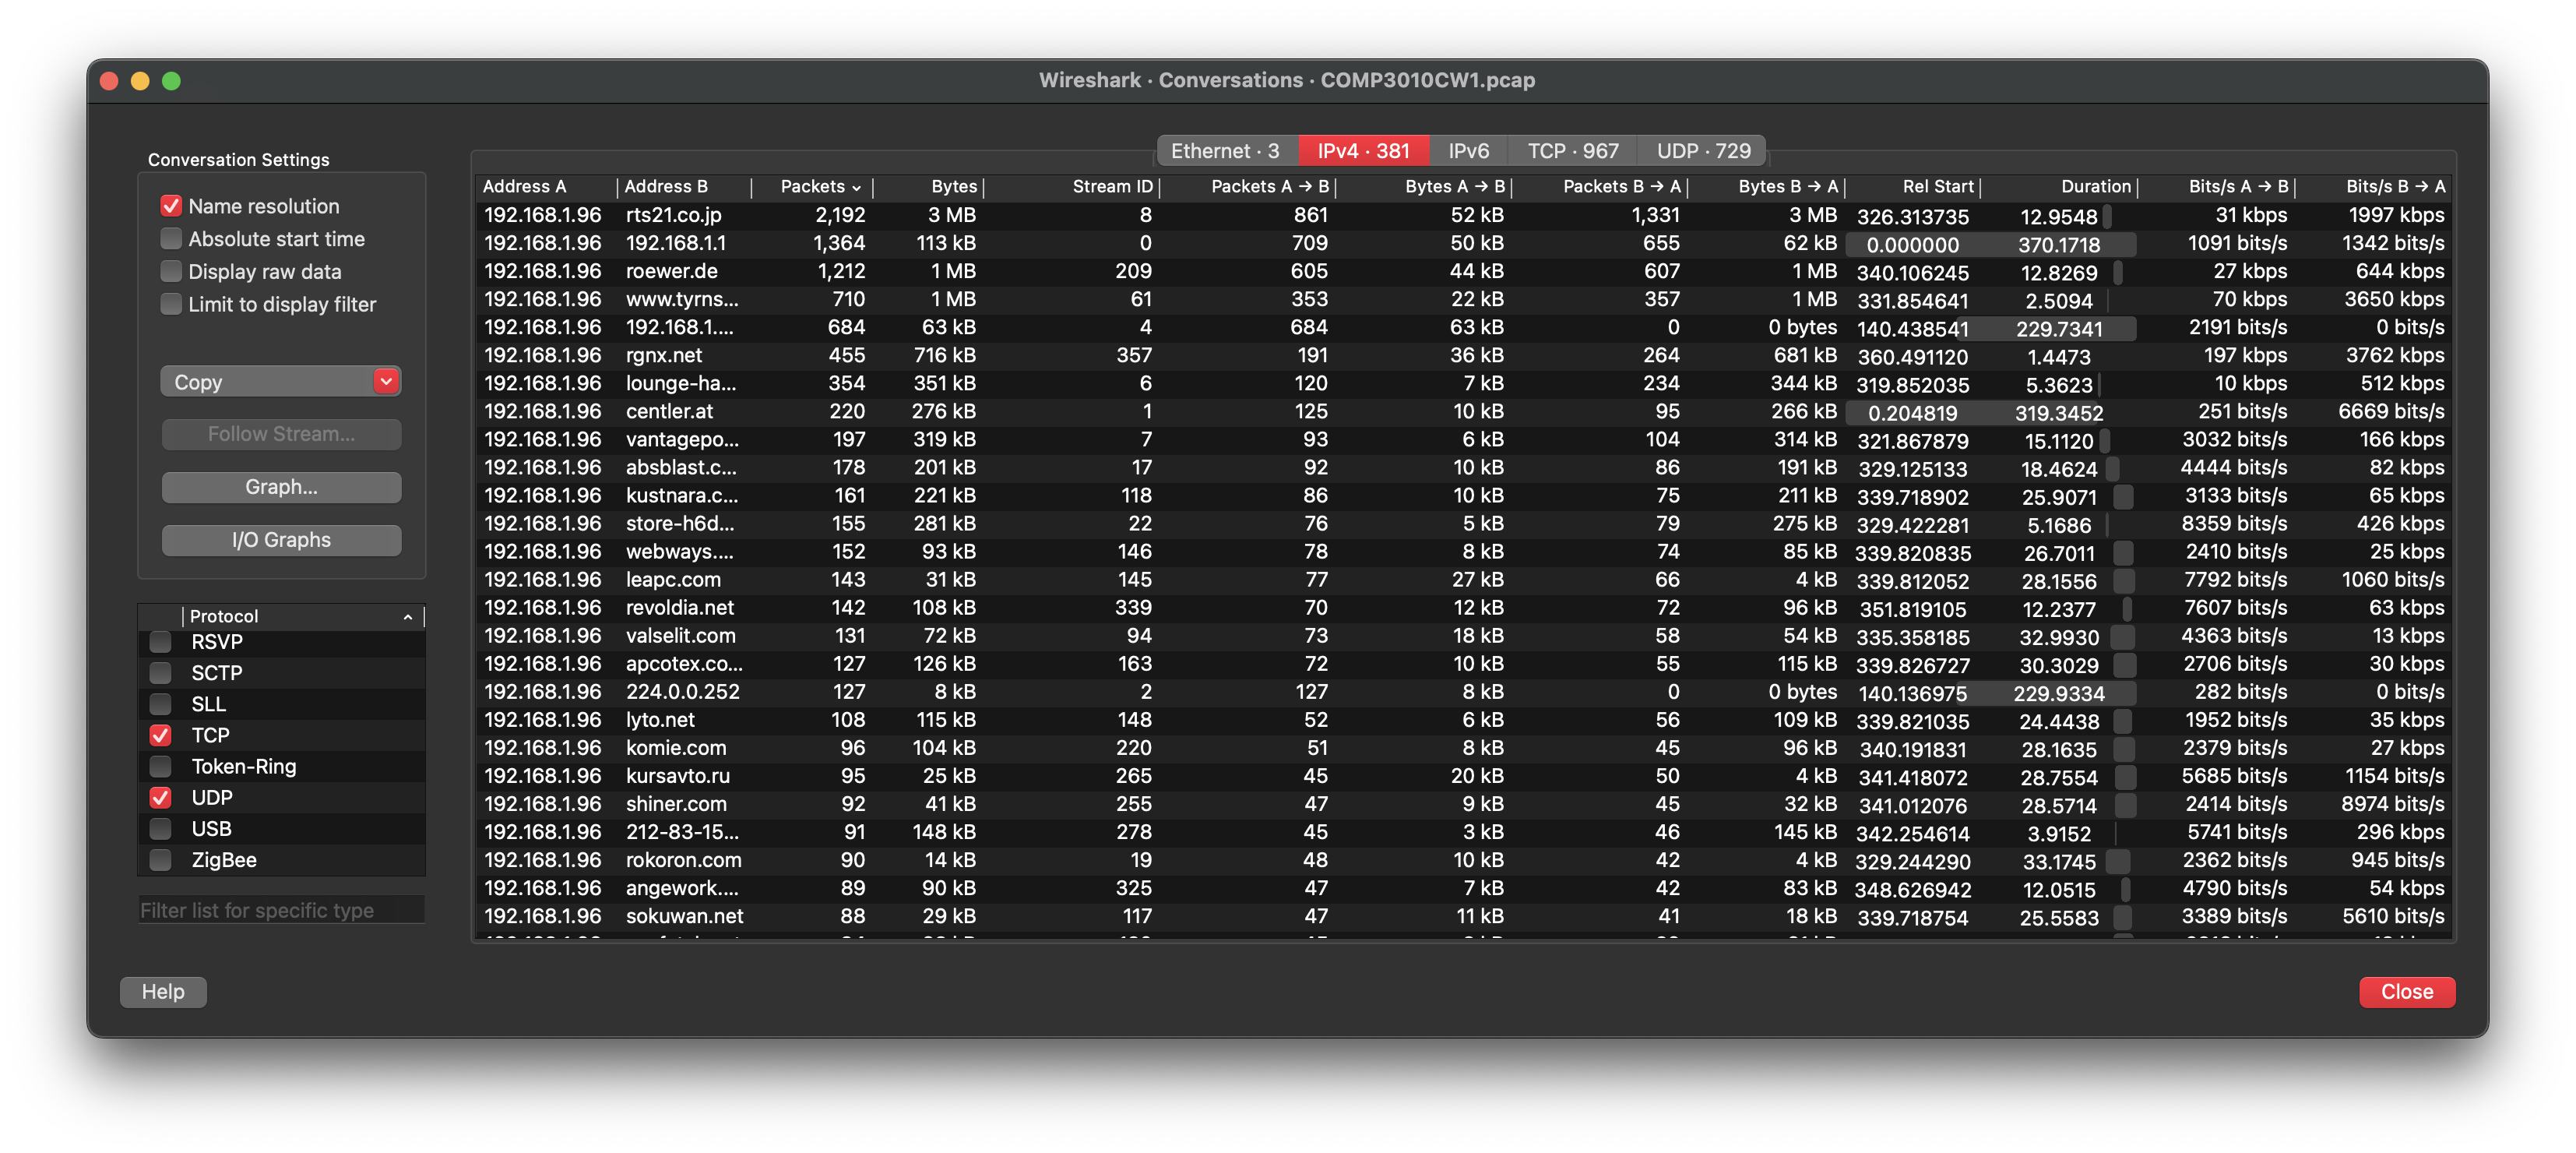 Wireshark · Conversations · COMP3010CW1.pcap
Conversation Settings
Name resolution
Absolute start time
Display raw data
Limit to display filter
Copy
Follow Stream...
Graph...
I/O Graphs
Protocol
RSVP
SCTP
SLL
TCP
Token-Ring
UDP
USB
ZigBee
Filter list for specific type
Help
Ethernet · 3 IPv4 · 381 IPv6 TCP · 967 UDP · 729
Address A Address B Packets Bytes Stream ID Packets A → B Bytes A → B Packets B → A Bytes B → A Rel Start Duration Bits/s A → B Bits/s B → A
192.168.1.96 rts21.co.jp 2,192 3 MB 8 861 52 kB 1,331 3 MB 326.313735 12.9548 31 kbps 1997 kbps
192.168.1.96 192.168.1.1 1,364 113 kB 0 709 50 kB 655 62 kB 0.000000 370.1718 1091 bits/s 1342 bits/s
192.168.1.96 roewer.de 1,212 1 MB 209 605 44 kB 607 1 MB 340.106245 12.8269 27 kbps 644 kbps
192.168.1.96 www.tyrns... 710 1 MB 61 353 22 kB 357 1 MB 331.854641 2.5094 70 kbps 3650 kbps
192.168.1.96 192.168.1.... 684 63 kB 4 684 63 kB 0 0 bytes 140.438541 229.7341 2191 bits/s 0 bits/s
192.168.1.96 rgnx.net 455 716 kB 357 191 36 kB 264 681 kB 360.491120 1.4473 197 kbps 3762 kbps
192.168.1.96 lounge-ha... 354 351 kB 6 120 7 kB 234 344 kB 319.852035 5.3623 10 kbps 512 kbps
192.168.1.96 centler.at 220 276 kB 1 125 10 kB 95 266 kB 0.204819 319.3452 251 bits/s 6669 bits/s
192.168.1.96 vantagepo... 197 319 kB 7 93 6 kB 104 314 kB 321.867879 15.1120 3032 bits/s 166 kbps
192.168.1.96 absblast.c... 178 201 kB 17 92 10 kB 86 191 kB 329.125133 18.4624 4444 bits/s 82 kbps
192.168.1.96 kustnara.c... 161 221 kB 118 86 10 kB 75 211 kB 339.718902 25.9071 3133 bits/s 65 kbps
192.168.1.96 store-h6d... 155 281 kB 22 76 5 kB 79 275 kB 329.422281 5.1686 8359 bits/s 426 kbps
192.168.1.96 webways.... 152 93 kB 146 78 8 kB 74 85 kB 339.820835 26.7011 2410 bits/s 25 kbps
192.168.1.96 leapc.com 143 31 kB 145 77 27 kB 66 4 kB 339.812052 28.1556 7792 bits/s 1060 bits/s
192.168.1.96 revoldia.net 142 108 kB 339 70 12 kB 72 96 kB 351.819105 12.2377 7607 bits/s 63 kbps
192.168.1.96 valselit.com 131 72 kB 94 73 18 kB 58 54 kB 335.358185 32.9930 4363 bits/s 13 kbps
192.168.1.96 apcotex.co... 127 126 kB 163 72 10 kB 55 115 kB 339.826727 30.3029 2706 bits/s 30 kbps
192.168.1.96 224.0.0.252 127 8 kB 2 127 8 kB 0 0 bytes 140.136975 229.9334 282 bits/s 0 bits/s
192.168.1.96 lyto.net 108 115 kB 148 52 6 kB 56 109 kB 339.821035 24.4438 1952 bits/s 35 kbps
192.168.1.96 komie.com 96 104 kB 220 51 8 kB 45 96 kB 340.191831 28.1635 2379 bits/s 27 kbps
192.168.1.96 kursavto.ru 95 25 kB 265 45 20 kB 50 4 kB 341.418072 28.7554 5685 bits/s 1154 bits/s
192.168.1.96 shiner.com 92 41 kB 255 47 9 kB 45 32 kB 341.012076 28.5714 2414 bits/s 8974 bits/s
192.168.1.96 212-83-15... 91 148 kB 278 45 3 kB 46 145 kB 342.254614 3.9152 5741 bits/s 296 kbps
192.168.1.96 rokoron.com 90 14 kB 19 48 10 kB 42 4 kB 329.244290 33.1745 2362 bits/s 945 bits/s
192.168.1.96 angework.... 89 90 kB 325 47 7 kB 42 83 kB 348.626942 12.0515 4790 bits/s 54 kbps
192.168.1.96 sokuwan.net 88 29 kB 117 47 11 kB 41 18 kB 339.718754 25.5583 3389 bits/s 5610 bits/s
Close